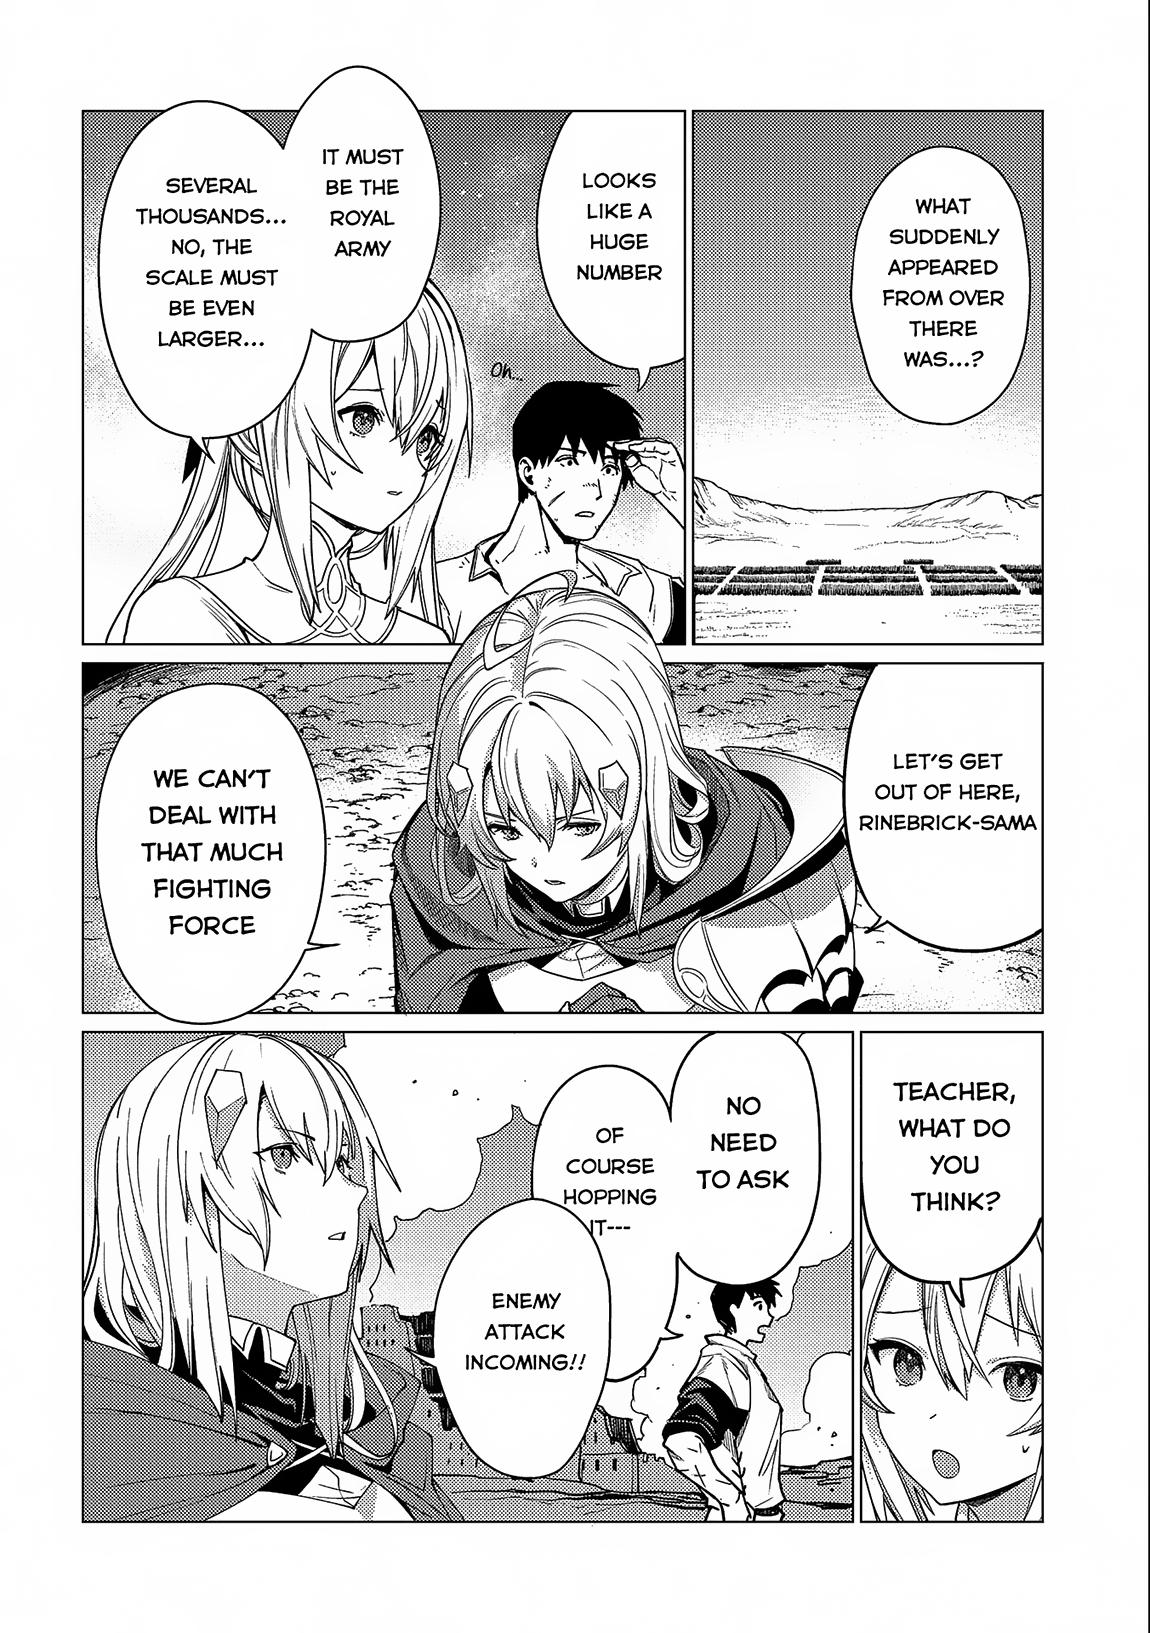 WHAT
SUDDENLY
APPEARED
FROM OVER
THERE
WAS...?
LOOKS
LIKE A
HUGE
NUMBER
Oh...
IT MUST
BE THE
ROYAL
ARMY
SEVERAL
THOUSANDS...
NO, THE
SCALE MUST
BE EVEN
LARGER...
LET'S GET
OUT OF HERE,
RINEBRICK-SAMA
WE CAN'T
DEAL WITH
THAT MUCH
FIGHTING
FORCE
TEACHER,
WHAT DO
YOU
THINK?
NO
NEED
TO ASK
OF
COURSE
HOPPING
IT---
ENEMY
ATTACK
INCOMING!!